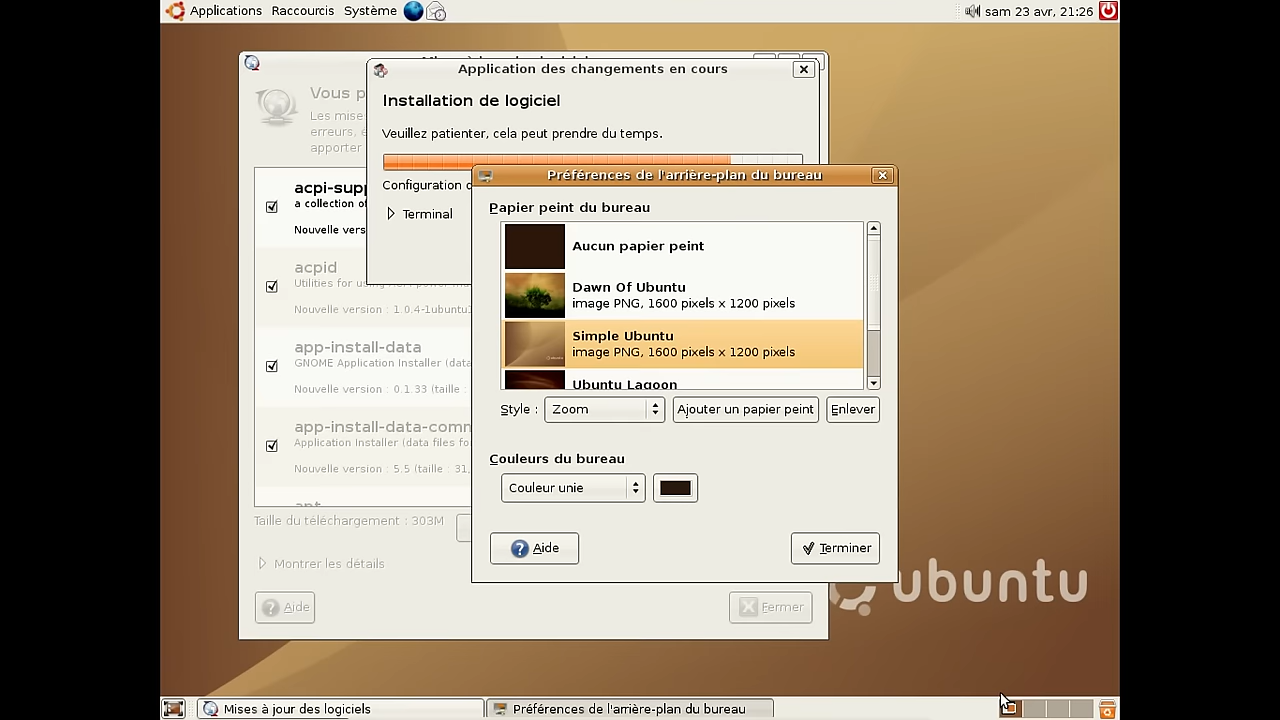 Applications Raccourcis Système
sam 23 avr, 21:26
Vous p
Les mise
erreurs, e
apporter
acpi-supp
a collection of
Nouvelle vers
acpid
Utilities for
Nouvelle version : 1.0.4-1ubuntu1
app-install-data
GNOME Application Installer (data
Nouvelle version : 0.1.33 (taille :
app-install-data-comm
Application Installer (data files fo
Nouvelle version : 5.5 (taille : 31,
apt
Taille du téléchargement : 303M
Montrer les détails
Aide
Fermer
Application des changements en cours
Installation de logiciel
Veuillez patienter, cela peut prendre du temps.
Configuration d
Terminal
Préférences de l'arrière-plan du bureau
Papier peint du bureau
Aucun papier peint
Dawn Of Ubuntu
image PNG, 1600 pixels x 1200 pixels
Simple Ubuntu
image PNG, 1600 pixels x 1200 pixels
Ubuntu Lagoon
Style : Zoom Ajouter un papier peint Enlever
Couleurs du bureau
Couleur unie
Aide
Terminer
ubuntu
Mises à jour des logiciels
Préférences de l'arrière-plan du bureau